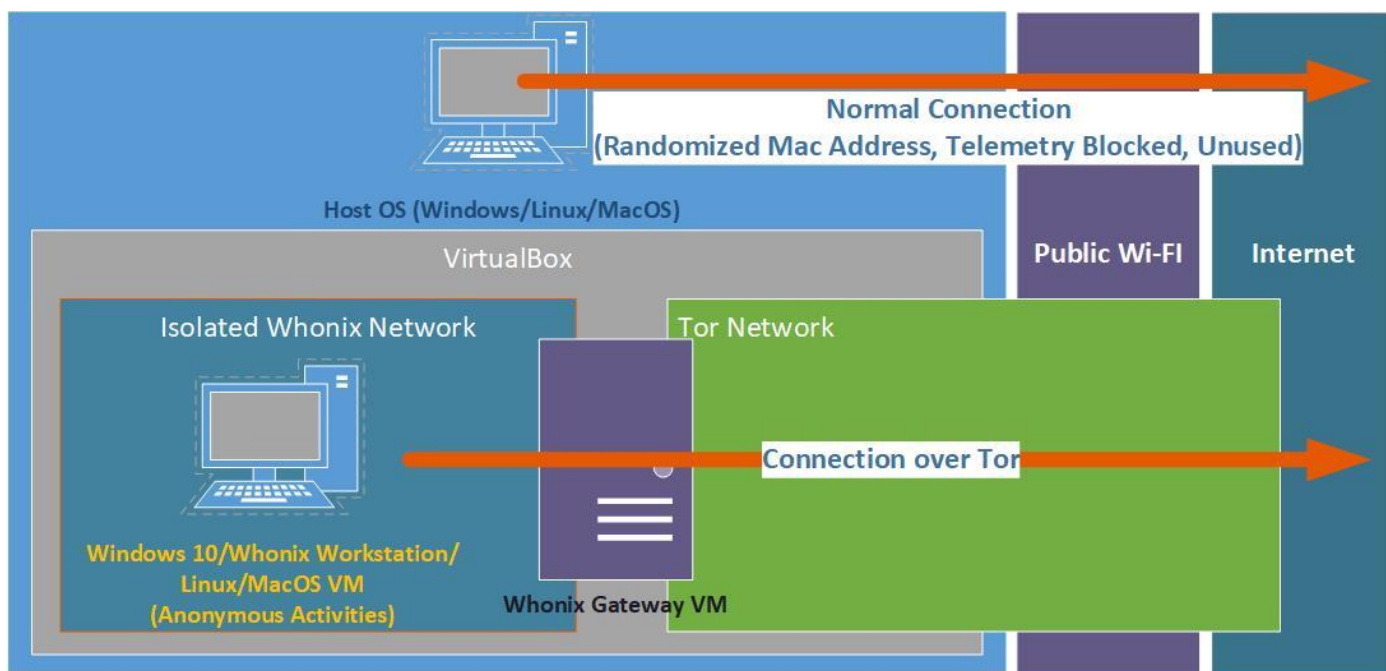 Normal Connection
(Randomized Mac Address, Telemetry Blocked, Unused)
Host OS (Windows/Linux/MacOS)
VirtualBox
Public Wi-FI
Internet
Isolated Whonix Network
Tor Network
Connection over Tor
Windows 10/Whonix Workstation/
Linux/MacOS VM
(Anonymous Activities)
Whonix Gateway VM